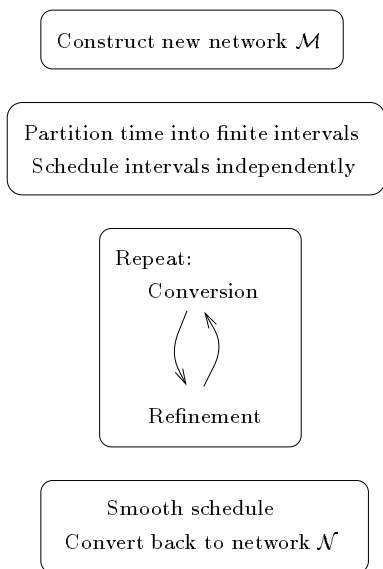 Construct new network ℳ
Partition time into finite intervals
Schedule intervals independently
Repeat:
Conversion
Refinement
Smooth schedule
Convert back to network 𝒩